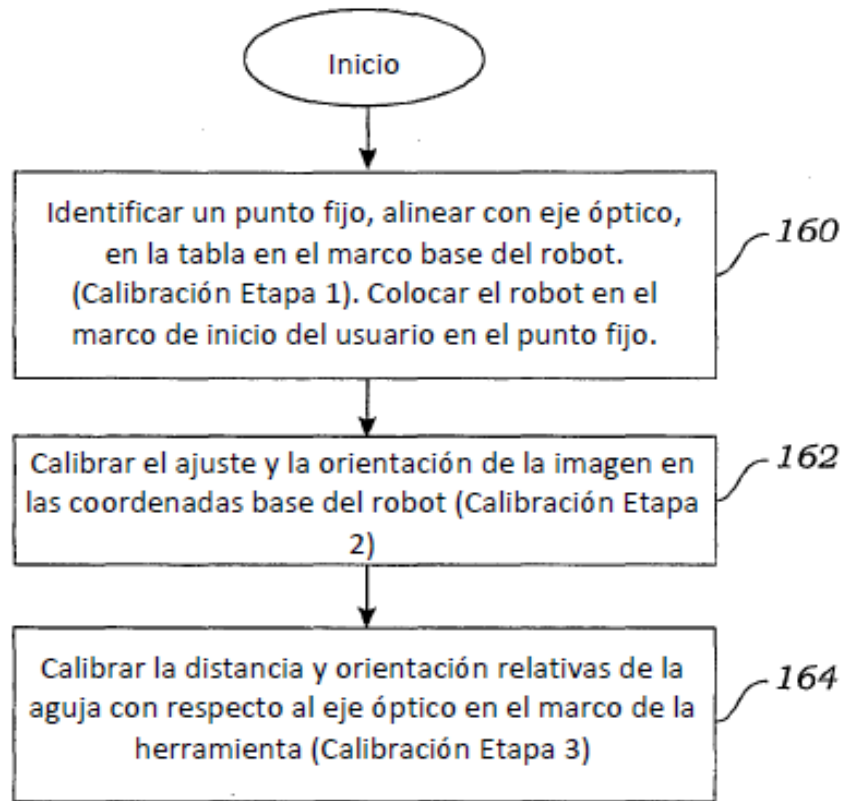 Inicio
Identificar un punto fijo, alinear con eje óptico,
en la tabla en el marco base del robot.
(Calibración Etapa 1). Colocar el robot en el
marco de inicio del usuario en el punto fijo.
160
Calibrar el ajuste y la orientación de la imagen en
las coordenadas base del robot (Calibración Etapa
2)
162
Calibrar la distancia y orientación relativas de la
aguja con respecto al eje óptico en el marco de la
herramienta (Calibración Etapa 3)
164